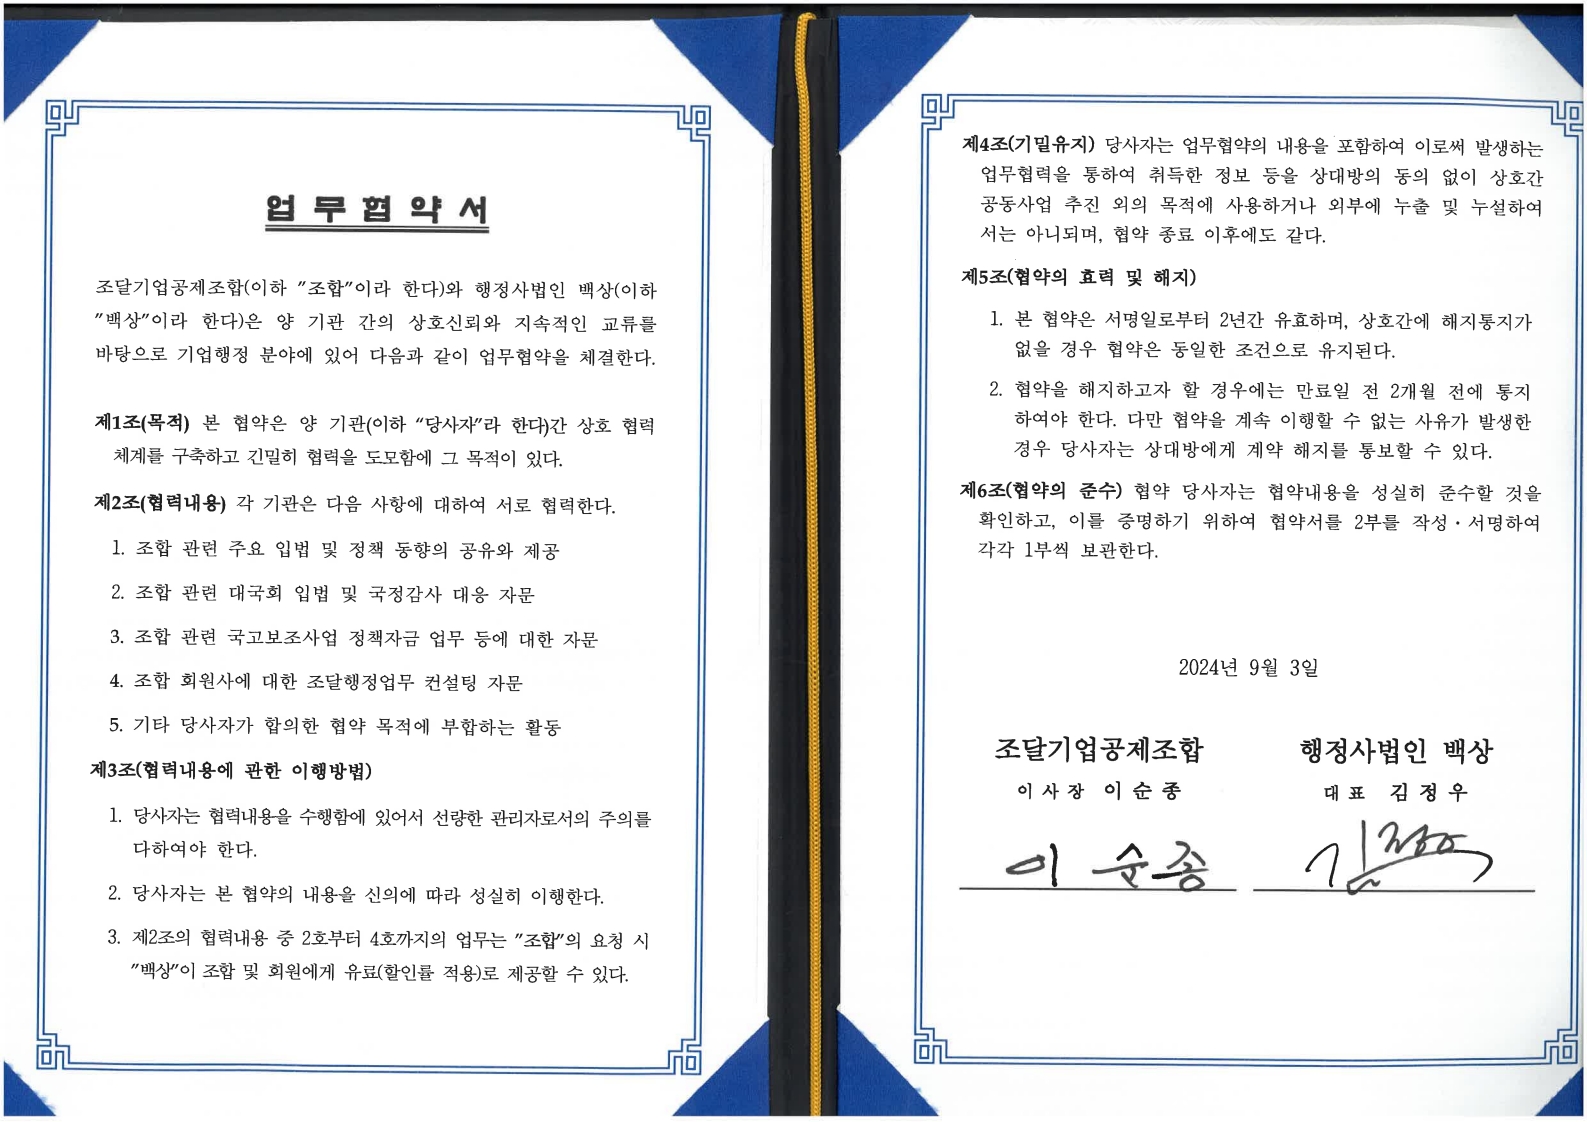 업무협약서
조달기업공제조합(이하 "조합"이라 한다)와 행정사법인 백상(이하
"백상"이라 한다)은 양 기관 간의 상호신뢰와 지속적인 교류를
바탕으로 기업행정 분야에 있어 다음과 같이 업무협약을 체결한다.
제1조(목적) 본 협약은 양 기관(이하 "당사자"라 한다)간 상호 협력
체계를 구축하고 긴밀히 협력을 도모함에 그 목적이 있다.
제2조(협력내용) 각 기관은 다음 사항에 대하여 서로 협력한다.
1. 조합 관련 주요 입법 및 정책 동향의 공유와 제공
2. 조합 관련 대국회 입법 및 국정감사 대응 자문
3. 조합 관련 국고보조사업 정책자금 업무 등에 대한 자문
4. 조합 회원사에 대한 조달행정업무 컨설팅 자문
5. 기타 당사자가 합의한 협약 목적에 부합하는 활동
제3조(협력내용에 관한 이행방법)
1. 당사자는 협력내용을 수행함에 있어서 선량한 관리자로서의 주의를
다하여야 한다.
2. 당사자는 본 협약의 내용을 신의에 따라 성실히 이행한다.
3. 제2조의 협력내용 중 2호부터 4호까지의 업무는 "조합"의 요청 시
"백상"이 조합 및 회원에게 유료(할인률 적용)로 제공할 수 있다.
제4조(기밀유지) 당사자는 업무협약의 내용을 포함하여 이로써 발생하는
업무협력을 통하여 취득한 정보 등을 상대방의 동의 없이 상호간
공동사업 추진 외의 목적에 사용하거나 외부에 누출 및 누설하여
서는 아니되며, 협약 종료 이후에도 같다.
제5조(협약의 효력 및 해지)
1. 본 협약은 서명일로부터 2년간 유효하며, 상호간에 해지통지가
없을 경우 협약은 동일한 조건으로 유지된다.
2. 협약을 해지하고자 할 경우에는 만료일 전 2개월 전에 통지
하여야 한다. 다만 협약을 계속 이행할 수 없는 사유가 발생한
경우 당사자는 상대방에게 계약 해지를 통보할 수 있다.
제6조(협약의 준수) 협약 당사자는 협약내용을 성실히 준수할 것을
확인하고, 이를 증명하기 위하여 협약서를 2부를 작성·서명하여
각각 1부씩 보관한다.
2024년 9월 3일
조달기업공제조합 행정사법인 백상
이사장 이순종 대표 김정우
이 순종 김정우